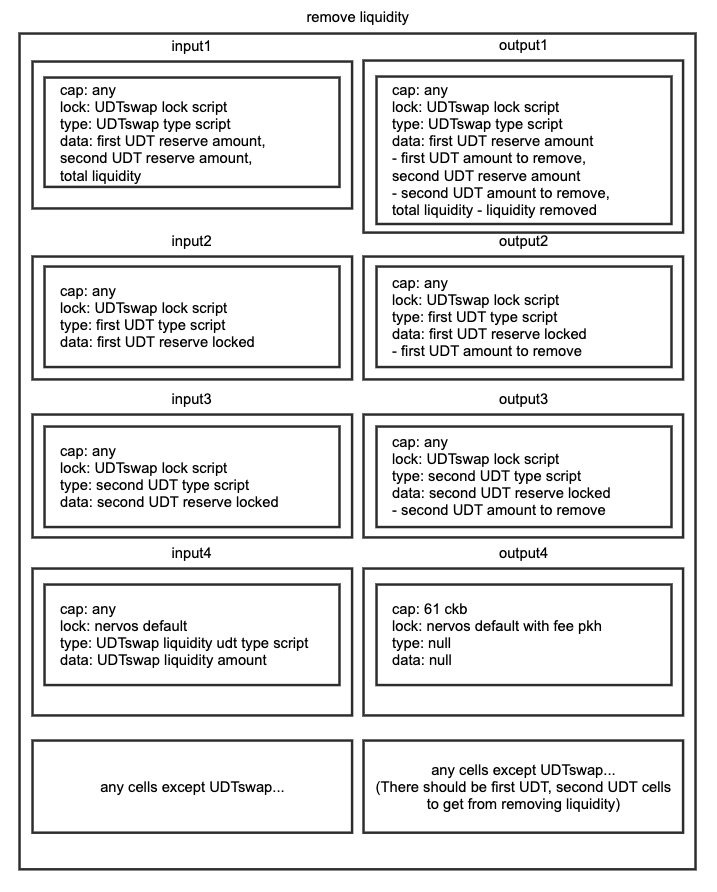 remove liquidity
input1
cap: any
lock: UDTswap lock script
type: UDTswap type script
data: first UDT reserve amount,
second UDT reserve amount,
total liquidity
output1
cap: any
lock: UDTswap lock script
type: UDTswap type script
data: first UDT reserve amount
- first UDT amount to remove,
second UDT reserve amount
- second UDT amount to remove,
total liquidity - liquidity removed
input2
cap: any
lock: UDTswap lock script
type: first UDT type script
data: first UDT reserve locked
output2
cap: any
lock: UDTswap lock script
type: first UDT type script
data: first UDT reserve locked
- first UDT amount to remove
input3
cap: any
lock: UDTswap lock script
type: second UDT type script
data: second UDT reserve locked
output3
cap: any
lock: UDTswap lock script
type: second UDT type script
data: second UDT reserve locked
- second UDT amount to remove
input4
cap: any
lock: nervos default
type: UDTswap liquidity udt type script
data: UDTswap liquidity amount
output4
cap: 61 ckb
lock: nervos default with fee pkh
type: null
data: null
any cells except UDTswap...
any cells except UDTswap...
(There should be first UDT, second UDT cells
to get from removing liquidity)